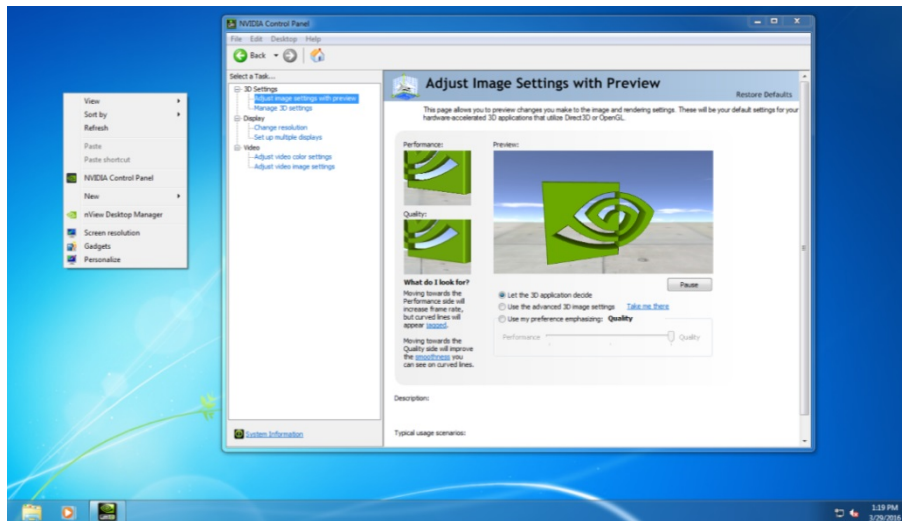 NVIDIA Control Panel
File Edit Desktop Help
Back
View
Sort by
Refresh
Paste
Paste shortcut
NVIDIA Control Panel
New
nView Desktop Manager
Screen resolution
Gadgets
Personalize
Select a Task...
3D Settings
Adjust image settings with preview
Manage 3D settings
Display
Change resolution
Set up multiple displays
Video
Adjust video color settings
Adjust video image settings
System Information
Adjust Image Settings with Preview
Restore Defaults
This page allows you to preview changes you make to the image and rendering settings. These will be your default settings for your
hardware accelerated 3D applications that utilize Direct3D or OpenGL.
Performance:
Preview:
Quality:
What do I look for?
Moving towards the
Performance side will
increase frame rate,
but curved lines will
appear jagged.
Moving towards the
Quality side will improve
the smoothness you
can see on curved lines.
Pause
Let the 3D application decide
Use the advanced 3D image settings Take me there
Use my preference emphasizing: Quality
Performance Quality
Description:
Typical usage scenarios:
1:19 PM
3/29/2016